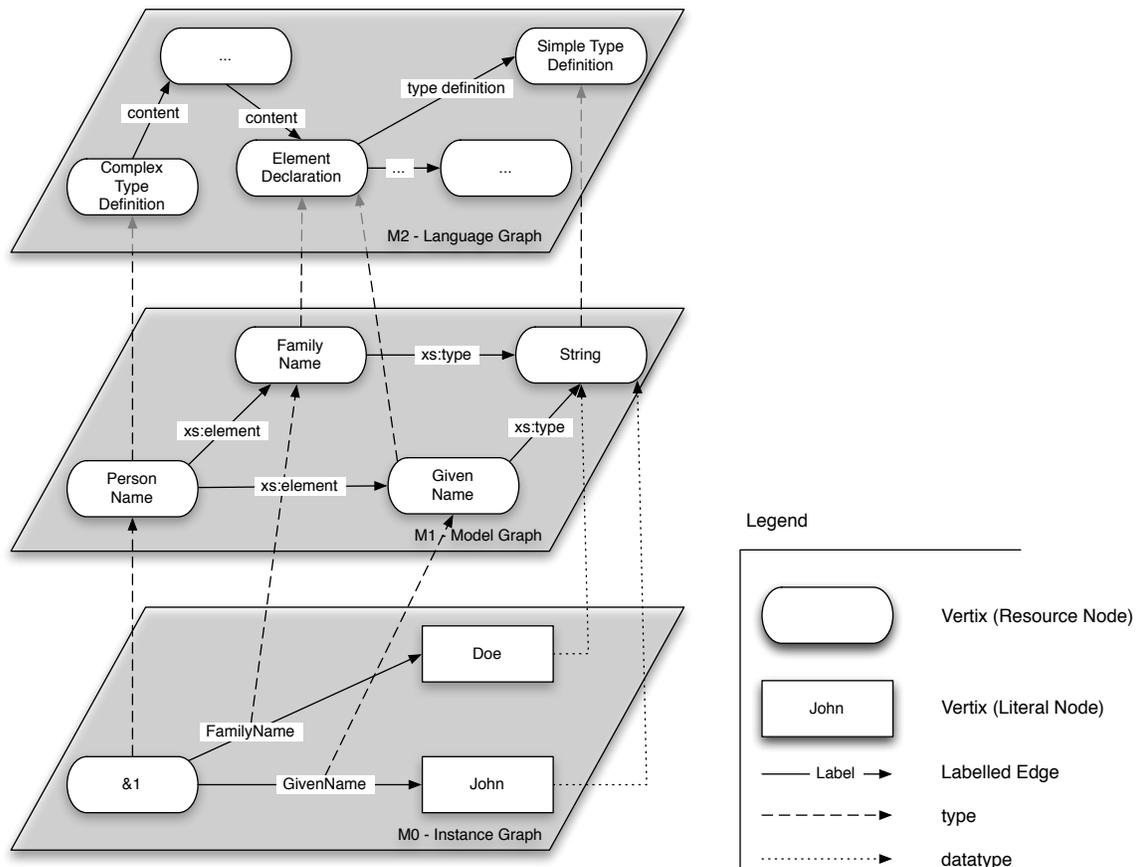 ...
Simple Type
Definition
type definition
content
content
Element
Declaration
...
...
Complex
Type
Definition
M2 - Language Graph
Family
Name
xs:type
String
xs:element
xs:type
Person
Name
xs:element
Given
Name
M1 - Model Graph
Doe
FamilyName
&1
GivenName
John
M0 - Instance Graph
Legend
Vertix (Resource Node)
John
Vertix (Literal Node)
Label
Labelled Edge
type
datatype